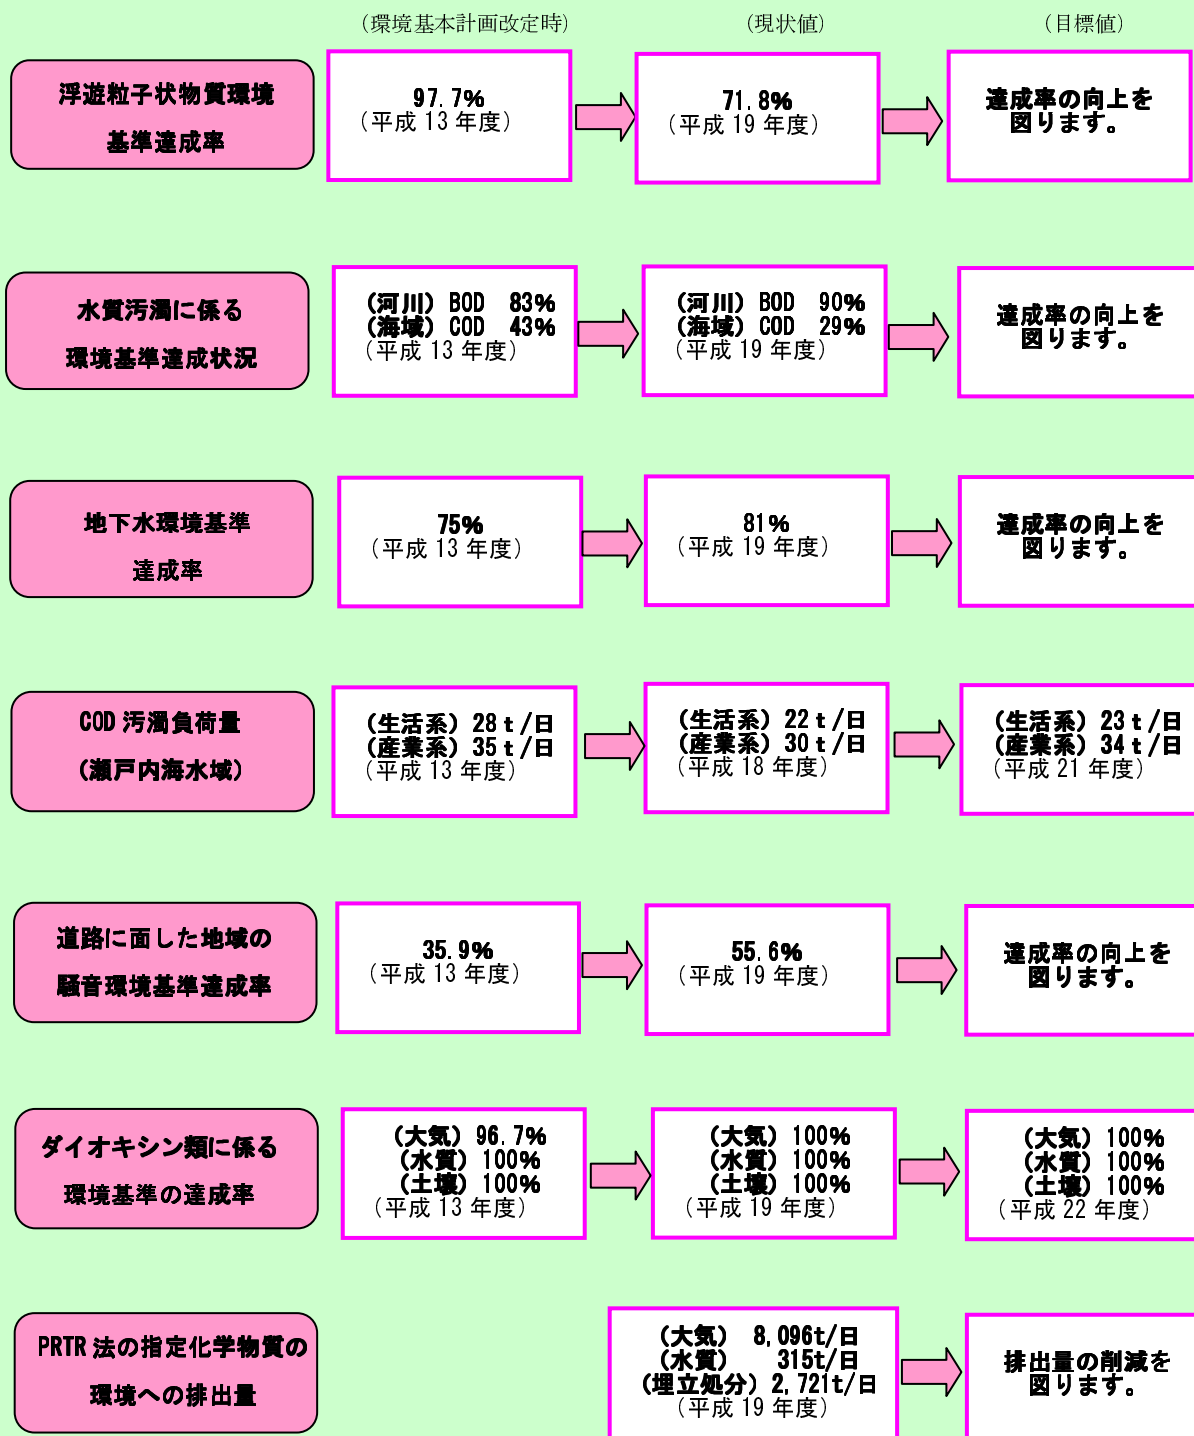 （環境基本計画改定時）
（現状値）
（目標値）
浮遊粒子状物質環境
基準達成率
97.7%
（平成 13 年度）
71.8%
（平成 19 年度）
達成率の向上を
図ります。
水質汚濁に係る
環境基準達成状況
（河川）BOD 83%
（海域）COD 43%
（平成 13 年度）
（河川）BOD 90%
（海域）COD 29%
（平成 19 年度）
達成率の向上を
図ります。
地下水環境基準
達成率
75%
（平成 13 年度）
81%
（平成 19 年度）
達成率の向上を
図ります。
COD 汚濁負荷量
（瀬戸内海水域）
（生活系）28ｔ/日
（産業系）35ｔ/日
（平成 13 年度）
（生活系）22ｔ/日
（産業系）30ｔ/日
（平成 18 年度）
（生活系）23ｔ/日
（産業系）34ｔ/日
（平成 21 年度）
道路に面した地域の
騒音環境基準達成率
35.9%
（平成 13 年度）
55.6%
（平成 19 年度）
達成率の向上を
図ります。
ダイオキシン類に係る
環境基準の達成率
（大気）96.7%
（水質）100%
（土壌）100%
（平成 13 年度）
（大気）100%
（水質）100%
（土壌）100%
（平成 19 年度）
（大気）100%
（水質）100%
（土壌）100%
（平成 22 年度）
PRTR 法の指定化学物質の
環境への排出量
（大気） 8,096t/日
（水質） 315t/日
（埋立処分）2,721t/日
（平成 19 年度）
排出量の削減を
図ります。